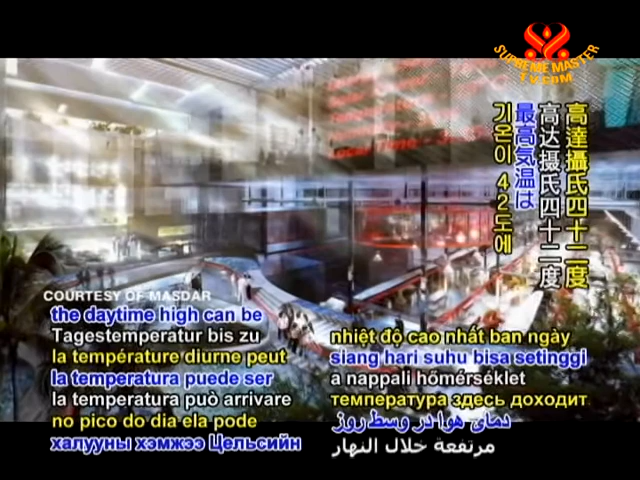 SUPREME MASTER
TV.COM
高達攝氏四十二度
高达摄氏四十二度
最高気温は
기온이 42도에
COURTESY OF MASDAR
the daytime high can be
Tagestemperatur bis zu
la température diurne peut
la temperatura puede ser
la temperatura può arrivare
no pico do dia ela pode
халууны хэмжээ Цельсийн
nhiệt độ cao nhất ban ngày
siang hari suhu bisa setinggi
a nappali hőmérséklet
температура здесь доходит
دمای هوا در وسط روز
مرتفعة خلال النهار